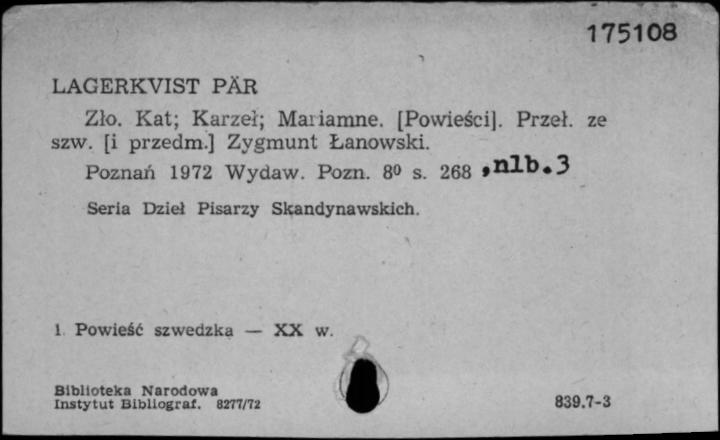 175108
LAGERKVIST PÄR
Zło. Kat; Karzeł; Mariamne. [Powieści]. Przeł. ze
szw. [i przedm.] Zygmunt Łanowski.
Poznań 1972 Wydaw. Pozn. 8⁰ s. 268 ,nlb.3
Seria Dzieł Pisarzy Skandynawskich.
1. Powieść szwedzka — XX w.
Biblioteka Narodowa
Instytut Bibliograf. 8277/72
839.7-3